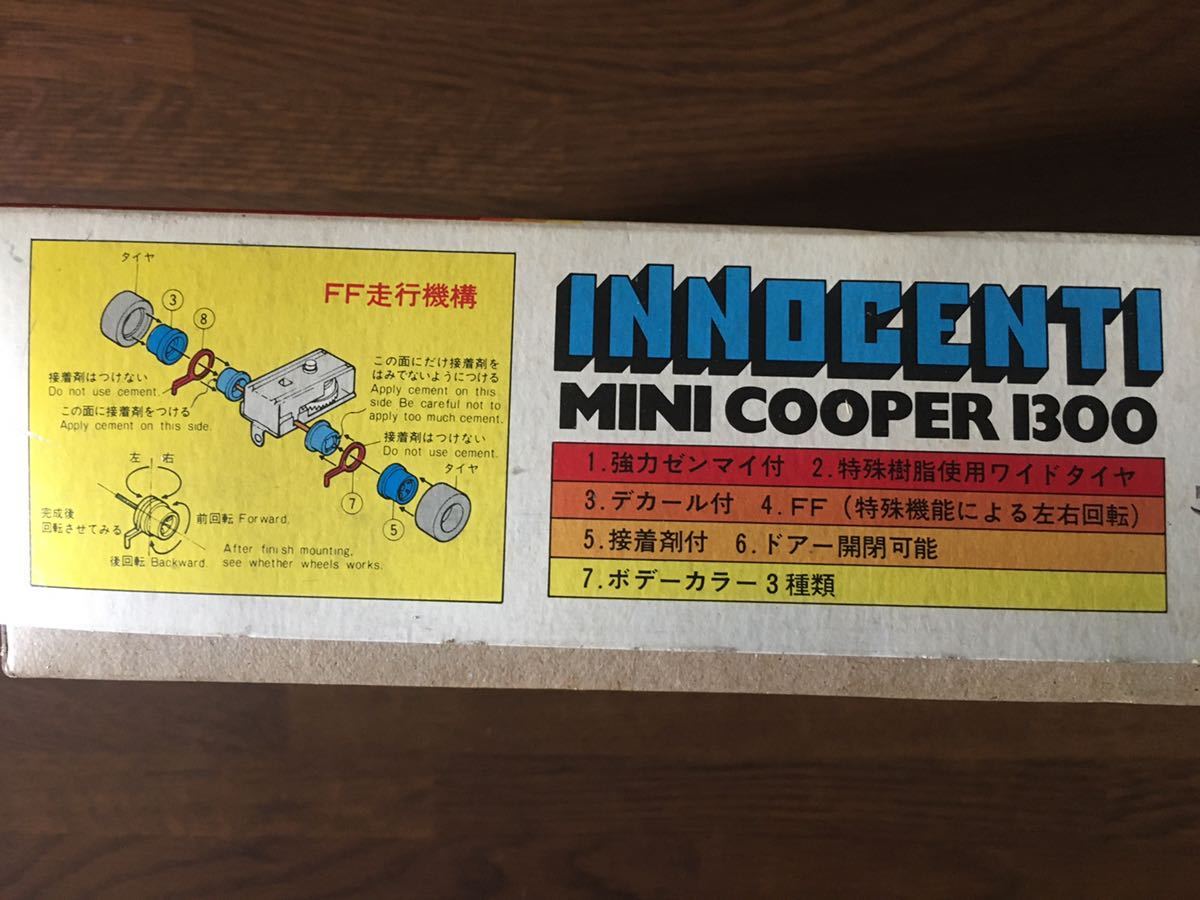 タイヤ
3
8
FF走行機構
接着剤はつけない
Do not use cement.
この面に接着剤をつける
Apply cement on this side.
この面にだけ接着剤を
はみでないようにつける
Apply cement on this
side Be careful not to
apply too much cement.
接着剤はつけない
Do not use cement.
タイヤ
7
5
左 右
完成後
回転させてみる
前回転 Forward.
後回転 Backward.
After finish mounting,
see whether wheels works.
INNOCENTI
MINI COOPER 1300
1.強力ゼンマイ付 2.特殊樹脂使用ワイドタイヤ
3.デカール付 4.FF(特殊機能による左右回転)
5.接着剤付 6.ドアー開閉可能
7.ボデーカラー3種類